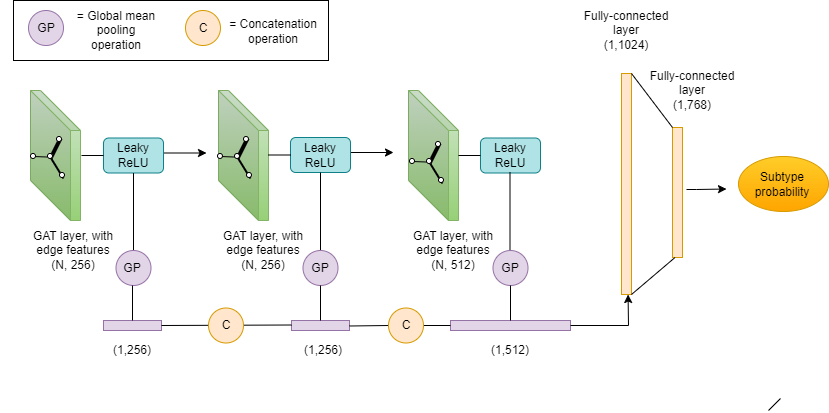 GP
= Global mean
pooling
operation
C
= Concatenation
operation
Fully-connected
layer
(1,1024)
Fully-connected
layer
(1,768)
Leaky
ReLU
Leaky
ReLU
Leaky
ReLU
Subtype
probability
GAT layer, with
edge features
(N, 256)
GAT layer, with
edge features
(N, 256)
GAT layer, with
edge features
(N, 512)
GP
GP
GP
C
C
(1,256)
(1,256)
(1,512)